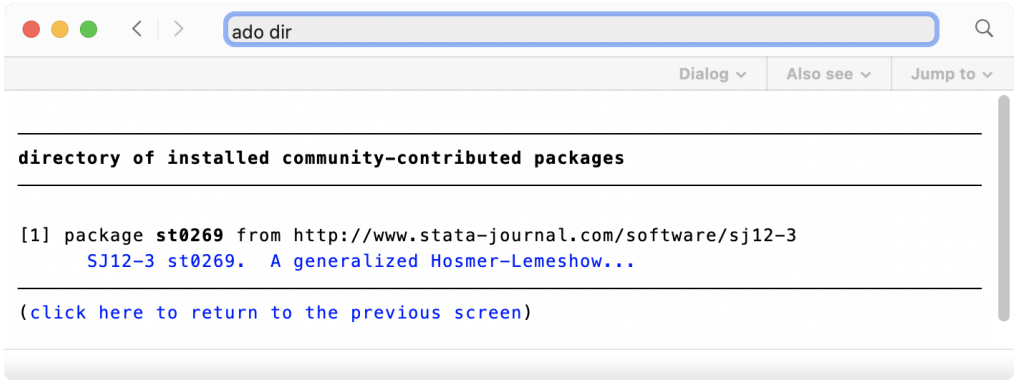 ado dir
Dialog Also see Jump to
directory of installed community-contributed packages
[1] package st0269 from http://www.stata-journal.com/software/sj12-3
SJ12-3 st0269. A generalized Hosmer-Lemeshow...
(click here to return to the previous screen)